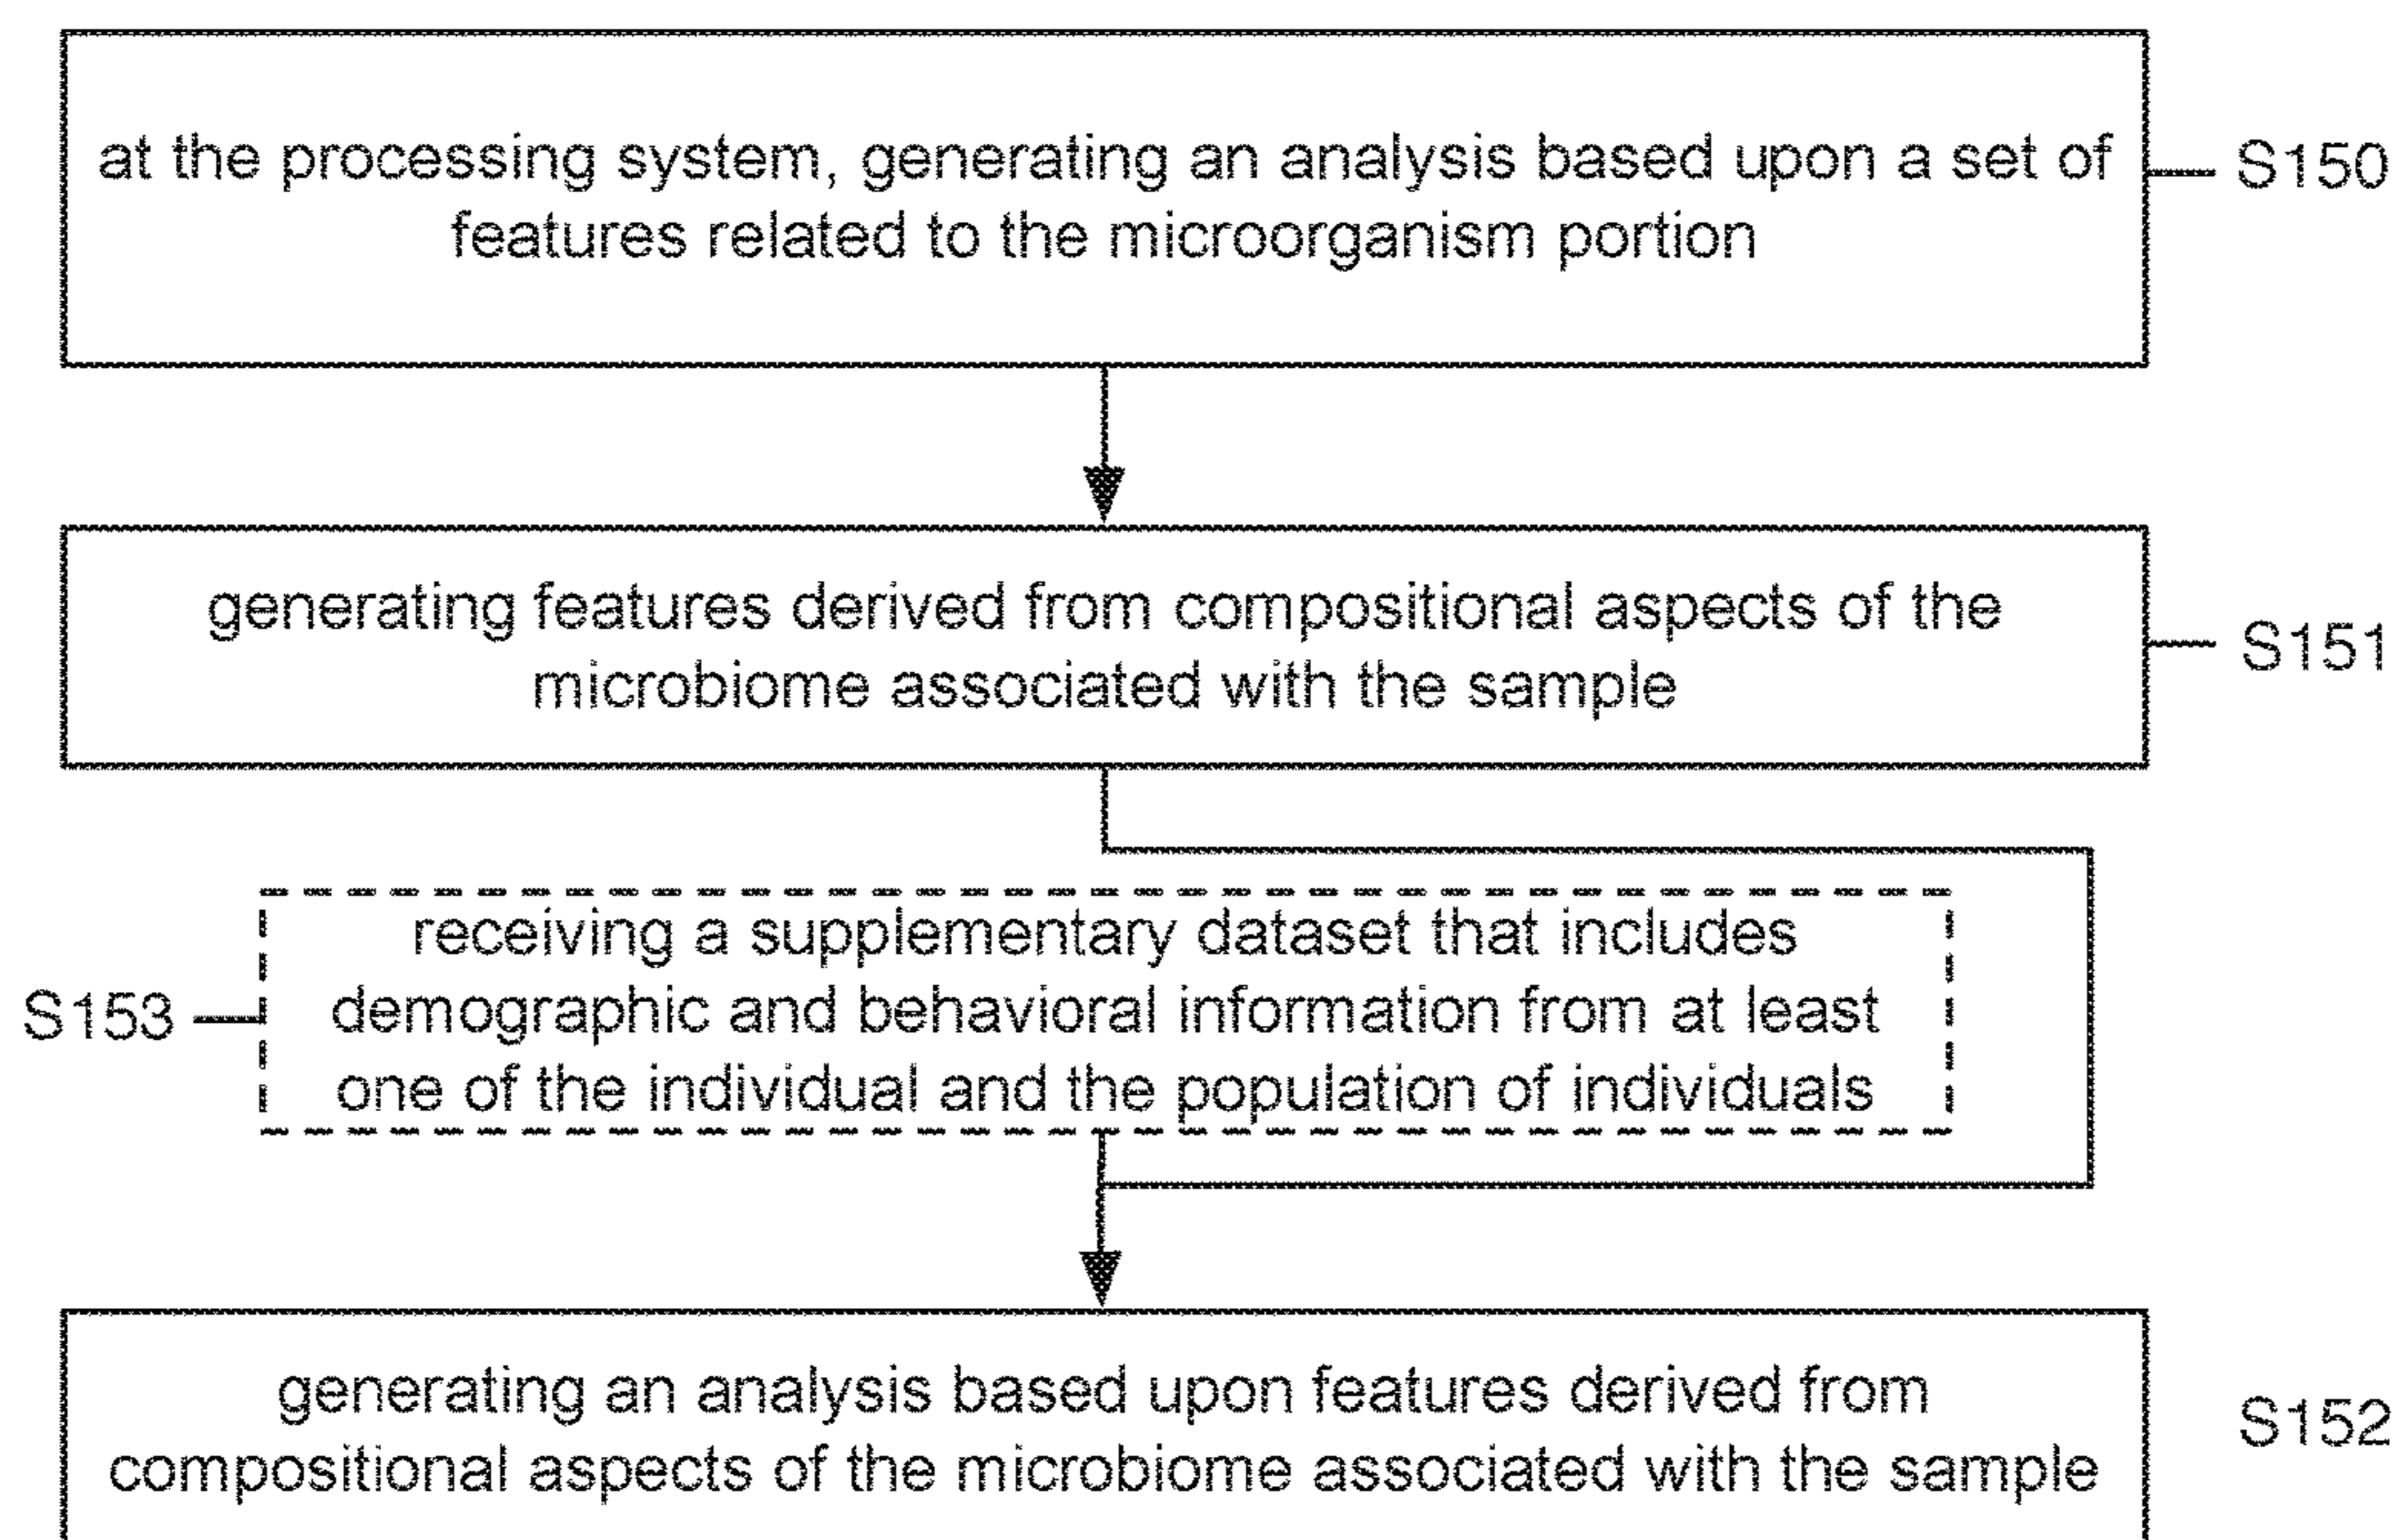 at the processing system, generating an analysis based upon a set of
features related to the microorganism portion
S150
generating features derived from compositional aspects of the
microbiome associated with the sample
S151
receiving a supplementary dataset that includes
demographic and behavioral information from at least
one of the individual and the population of individuals
S153
generating an analysis based upon features derived from
compositional aspects of the microbiome associated with the sample
S152